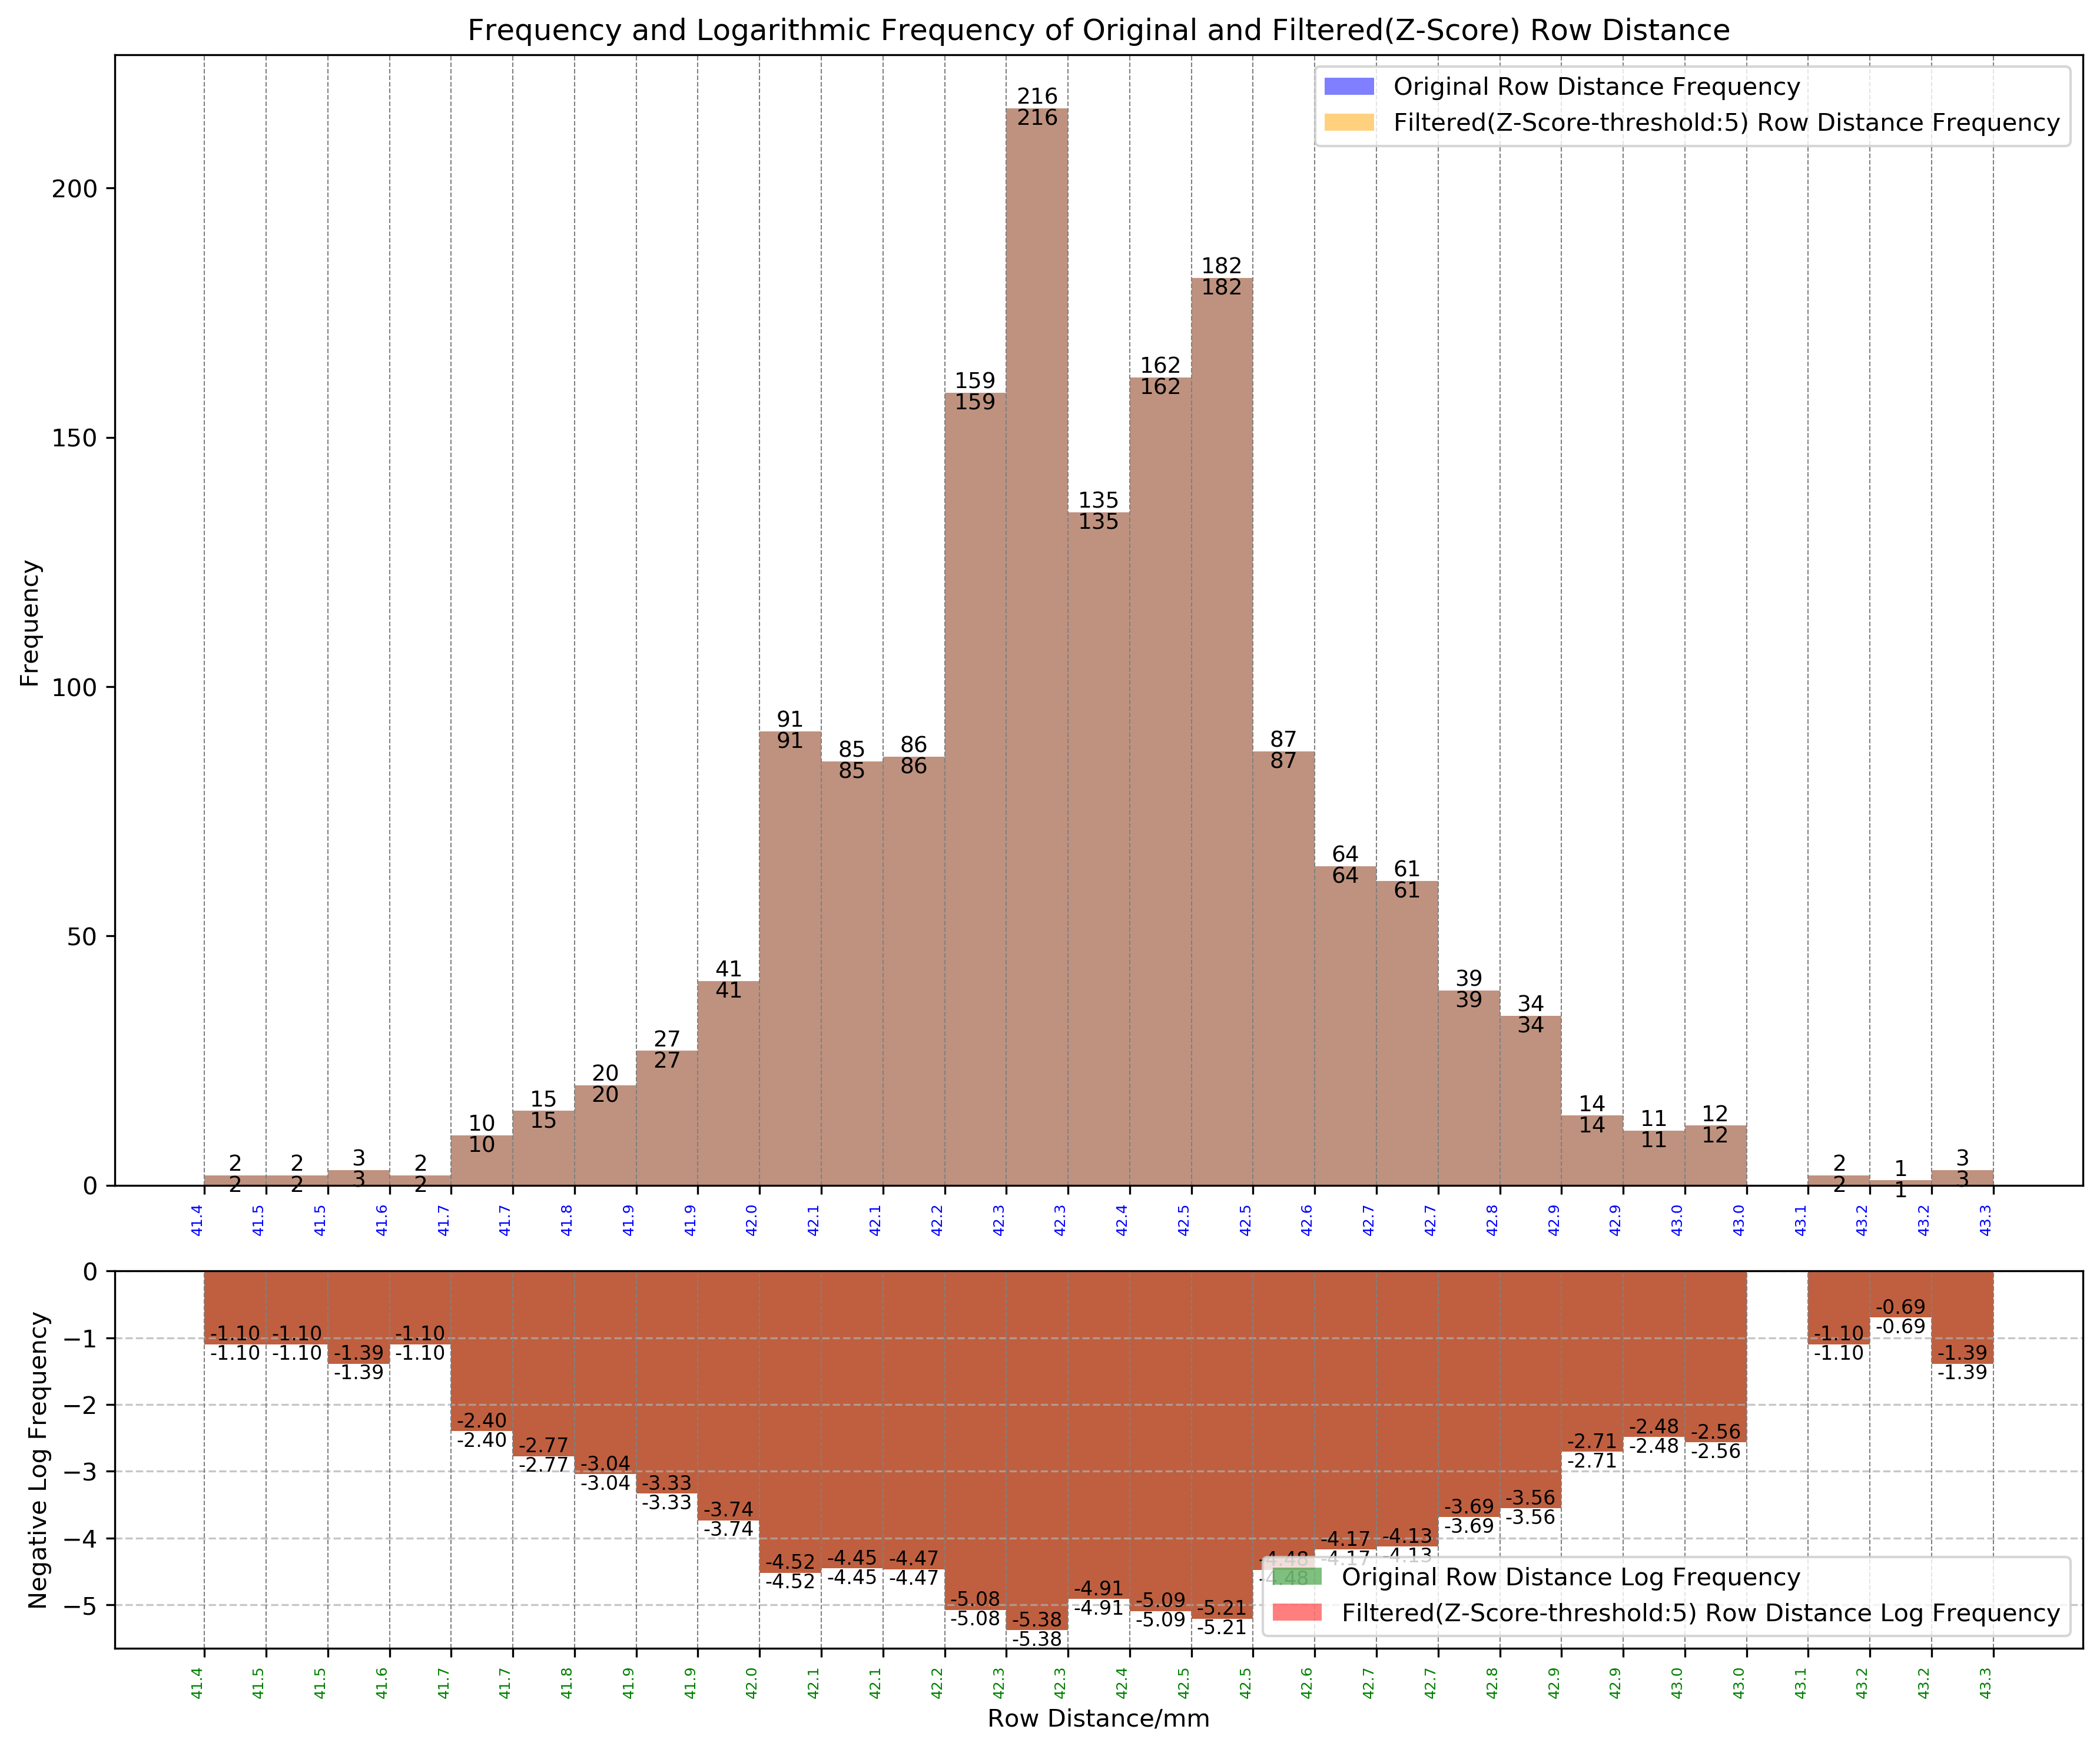 Frequency and Logarithmic Frequency of Original and Filtered(Z-Score) Row Distance
Original Row Distance Frequency
Filtered(Z-Score-threshold:5) Row Distance Frequency
Frequency
200
150
100
50
0
2 2 3 2 10 15 20 27 41 91 85 86 159 216 135 162 182 87 64 61 39 34 14 11 12 2 1 3
2 2 3 2 10 15 20 27 41 91 85 86 159 216 135 162 182 87 64 61 39 34 14 11 12 2 1 3
41.4 41.5 41.5 41.6 41.7 41.7 41.8 41.9 41.9 42.0 42.1 42.1 42.2 42.3 42.3 42.4 42.5 42.5 42.6 42.7 42.7 42.8 42.9 42.9 43.0 43.0 43.1 43.2 43.2 43.3
Negative Log Frequency
0
−1
−2
−3
−4
−5
-1.10 -1.10 -1.39 -1.10 -2.40 -2.77 -3.04 -3.33 -3.74 -4.52 -4.45 -4.47 -5.08 -5.38 -4.91 -5.09 -5.21 -4.48 -4.17 -4.13 -3.69 -3.56 -2.71 -2.48 -2.56 -1.10 -0.69 -1.39
-1.10 -1.10 -1.39 -1.10 -2.40 -2.77 -3.04 -3.33 -3.74 -4.52 -4.45 -4.47 -5.08 -5.38 -4.91 -5.09 -5.21 -4.48 -4.17 -4.13 -3.69 -3.56 -2.71 -2.48 -2.56 -1.10 -0.69 -1.39
Original Row Distance Log Frequency
Filtered(Z-Score-threshold:5) Row Distance Log Frequency
41.4 41.5 41.5 41.6 41.7 41.7 41.8 41.9 41.9 42.0 42.1 42.1 42.2 42.3 42.3 42.4 42.5 42.5 42.6 42.7 42.7 42.8 42.9 42.9 43.0 43.0 43.1 43.2 43.2 43.3
Row Distance/mm